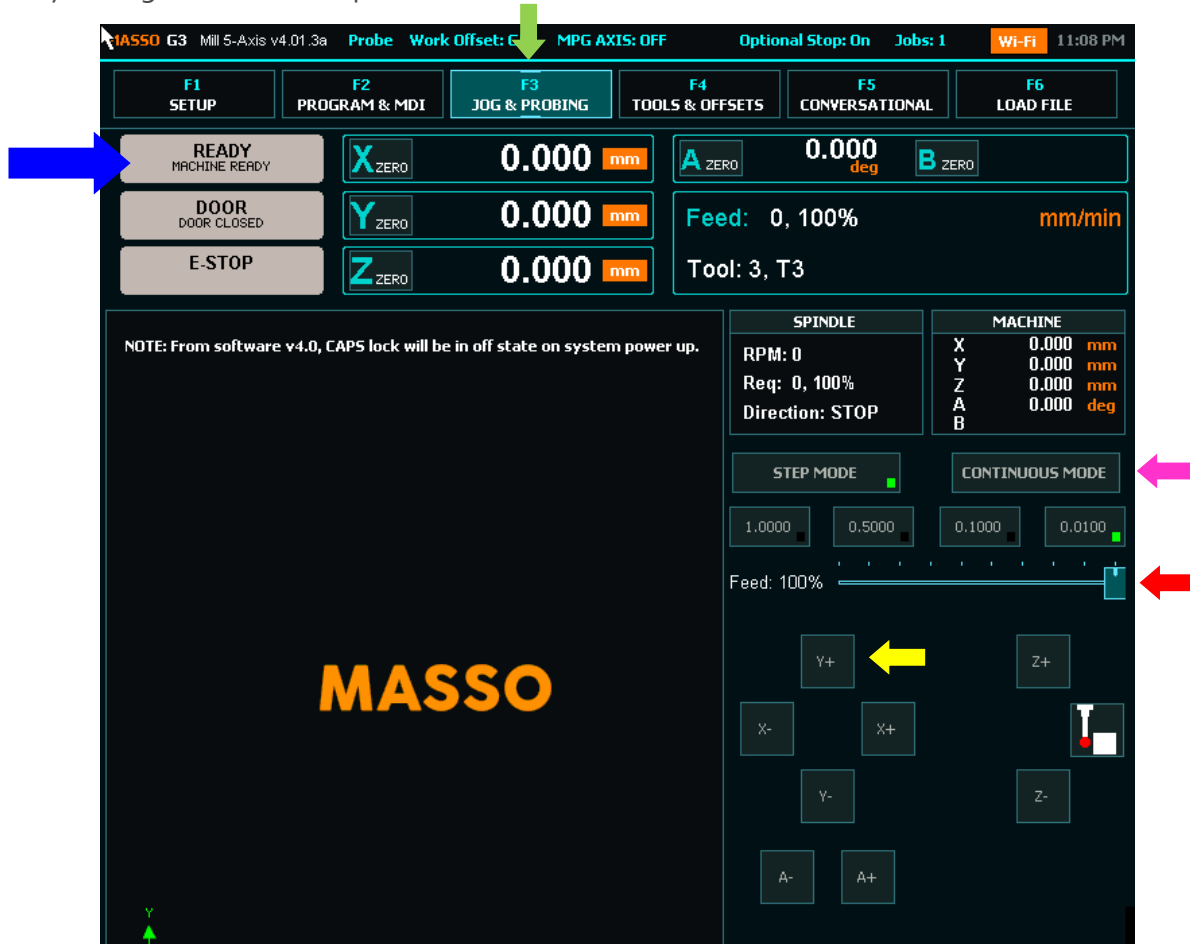 MASSO G3 Mill 5-Axis v4.01.3a Probe Work Offset: G MPG AXIS: OFF Optional Stop: On Jobs: 1 Wi-Fi 11:08 PM
F1 F2 F3 F4 F5 F6
SETUP PROGRAM & MDI JOG & PROBING TOOLS & OFFSETS CONVERSATIONAL LOAD FILE
READY
MACHINE READY
X ZERO 0.000 mm
A ZERO 0.000 deg B ZERO
DOOR
DOOR CLOSED
Y ZERO 0.000 mm
Feed: 0, 100% mm/min
E-STOP
Z ZERO 0.000 mm
Tool: 3, T3
NOTE: From software v4.0, CAPS lock will be in off state on system power up.
SPINDLE
RPM: 0
Req: 0, 100%
Direction: STOP
MACHINE
X 0.000 mm
Y 0.000 mm
Z 0.000 mm
A 0.000 deg
B
STEP MODE CONTINUOUS MODE
1.0000 0.5000 0.1000 0.0100
Feed: 100%
Y+ Z+
MASSO
X- X+
Y- Z-
A- A+
Y